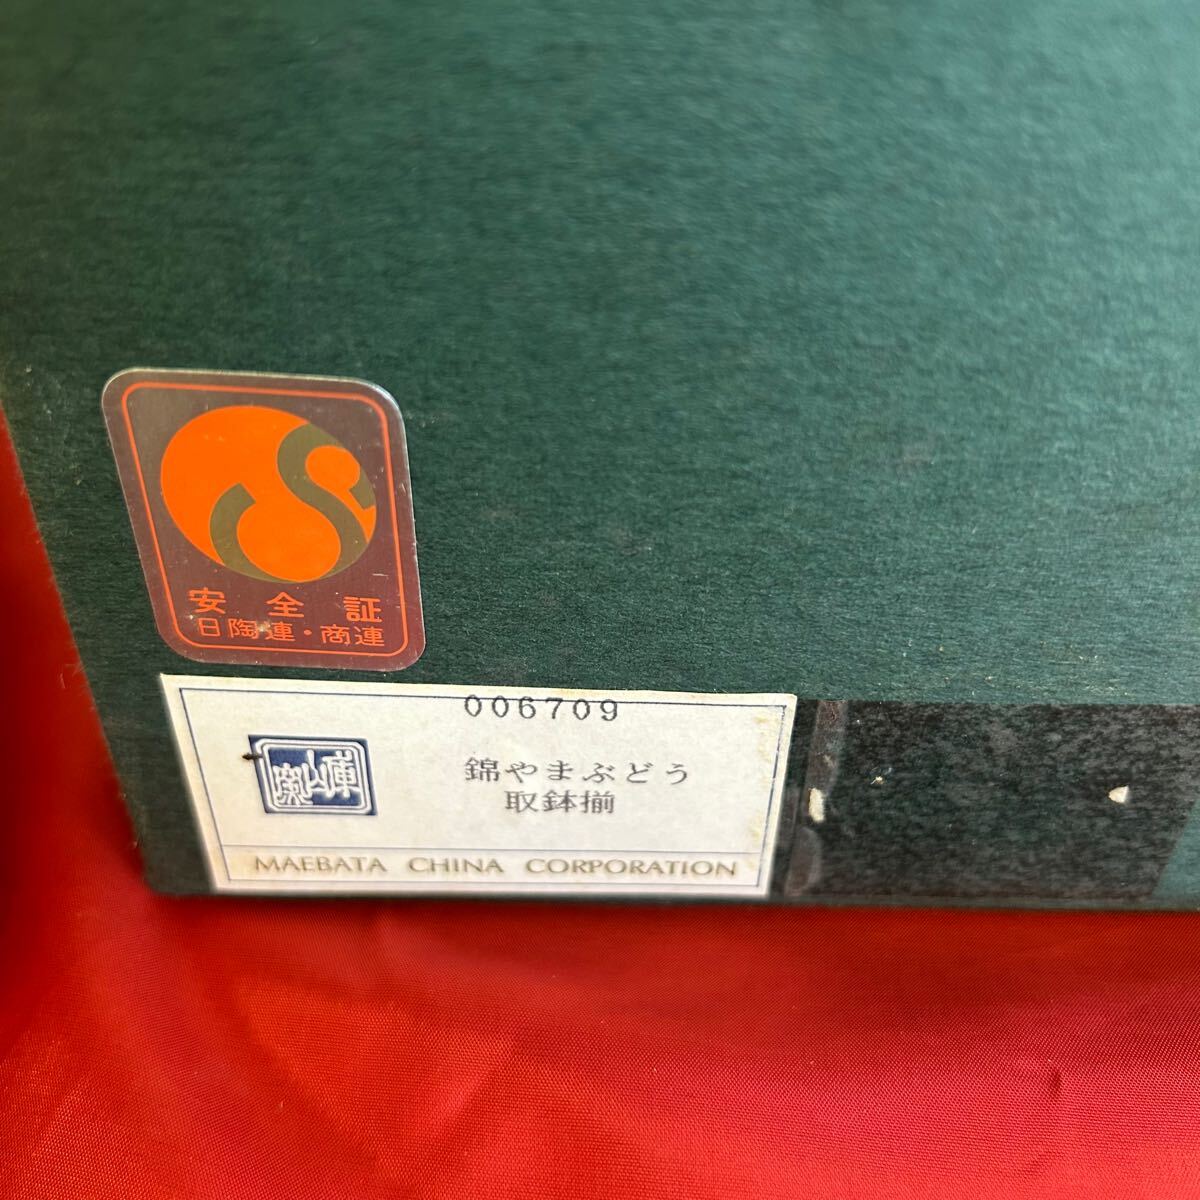 安全証
日陶連・商連
006709
錦やまぶどう
取鉢揃
MAEBATA CHINA CORPORATION